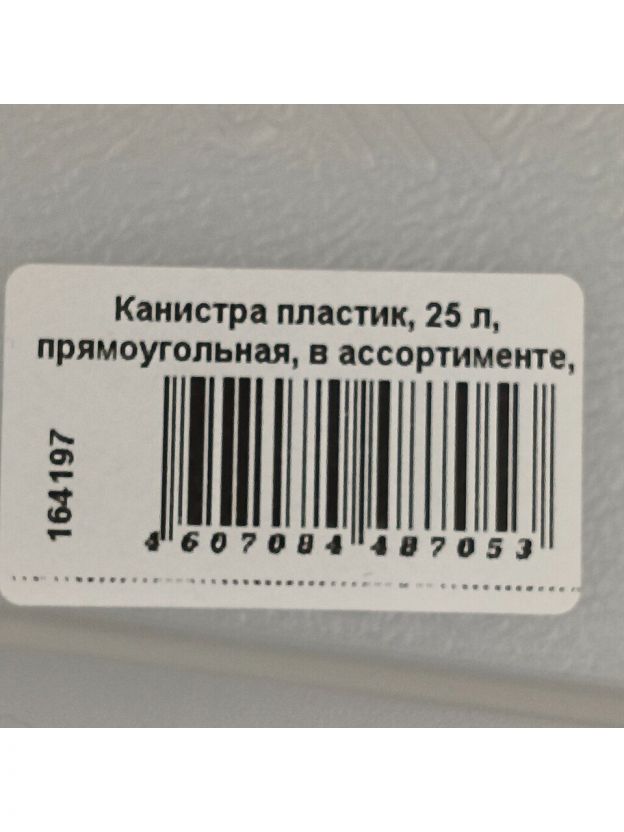 Канистра пластик, 25 л,
прямоугольная, в ассортименте,
164197
4 607084 487053